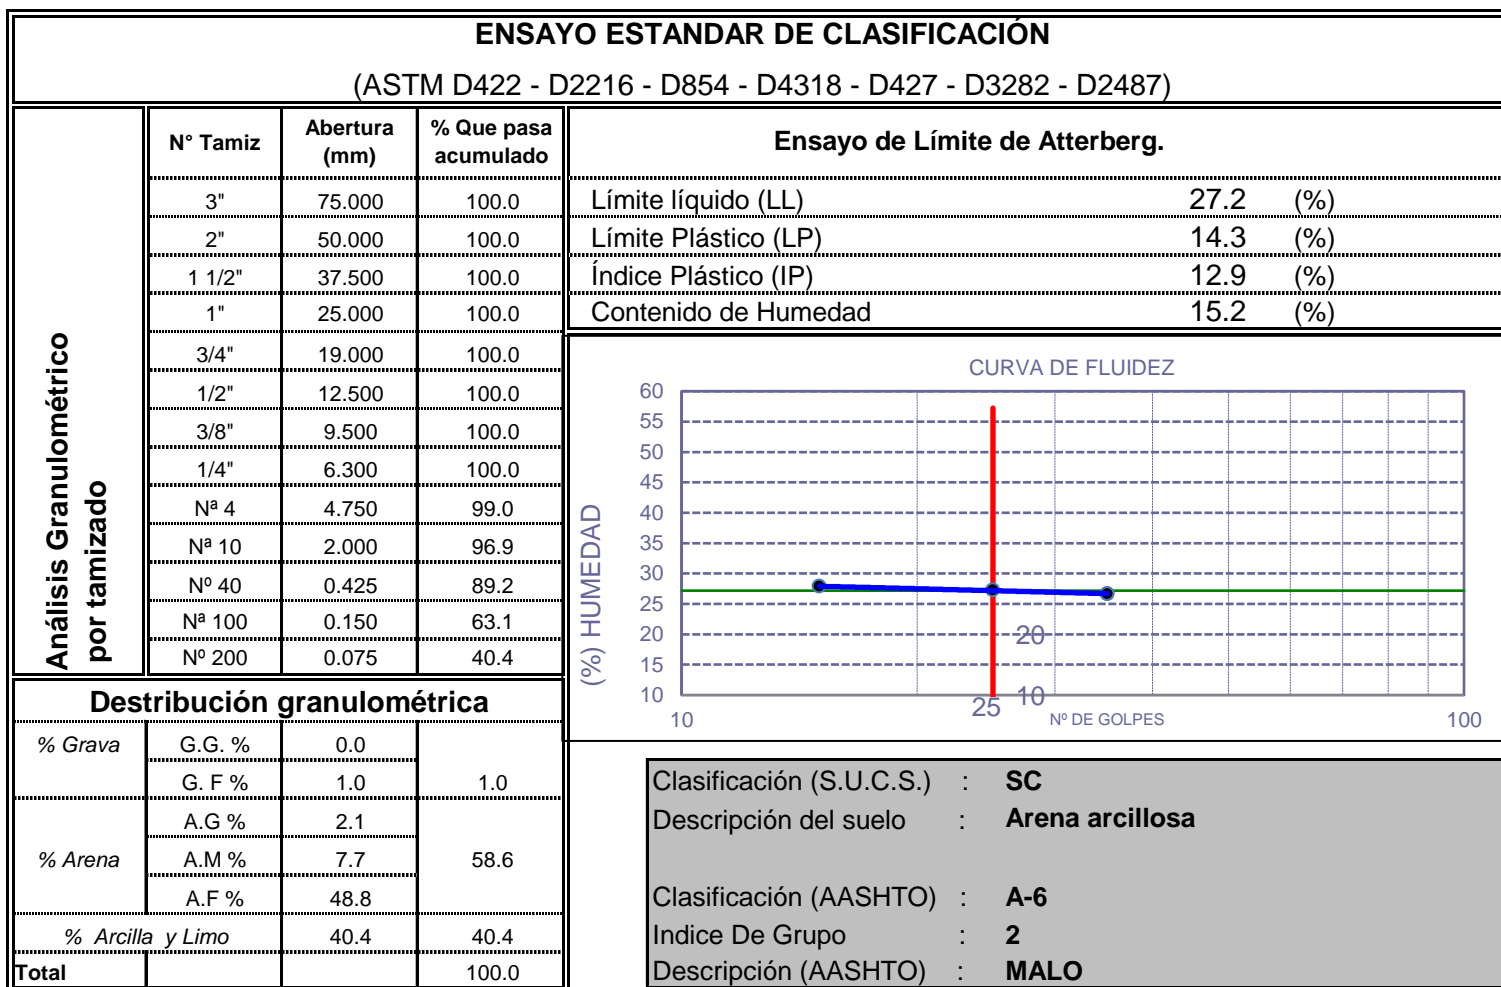 ENSAYO ESTANDAR DE CLASIFICACIÓN
(ASTM D422 - D2216 - D854 - D4318 - D427 - D3282 - D2487)
Análisis Granulométrico
por tamizado
N° Tamiz Abertura (mm) % Que pasa acumulado
3" 75.000 100.0
2" 50.000 100.0
1 1/2" 37.500 100.0
1" 25.000 100.0
3/4" 19.000 100.0
1/2" 12.500 100.0
3/8" 9.500 100.0
1/4" 6.300 100.0
Nª 4 4.750 99.0
Nª 10 2.000 96.9
Nº 40 0.425 89.2
Nª 100 0.150 63.1
Nº 200 0.075 40.4
Destribución granulométrica
% Grava G.G. % 0.0
G. F % 1.0 1.0
A.G % 2.1
% Arena A.M % 7.7 58.6
A.F % 48.8
% Arcilla y Limo 40.4 40.4
Total 100.0
Ensayo de Límite de Atterberg.
Límite líquido (LL) 27.2 (%)
Límite Plástico (LP) 14.3 (%)
Índice Plástico (IP) 12.9 (%)
Contenido de Humedad 15.2 (%)
CURVA DE FLUIDEZ
(%) HUMEDAD
60
55
50
45
40
35
30
25
20 20
15
10 10
10 25 Nº DE GOLPES 100
Clasificación (S.U.C.S.) : SC
Descripción del suelo : Arena arcillosa
Clasificación (AASHTO) : A-6
Indice De Grupo : 2
Descripción (AASHTO) : MALO